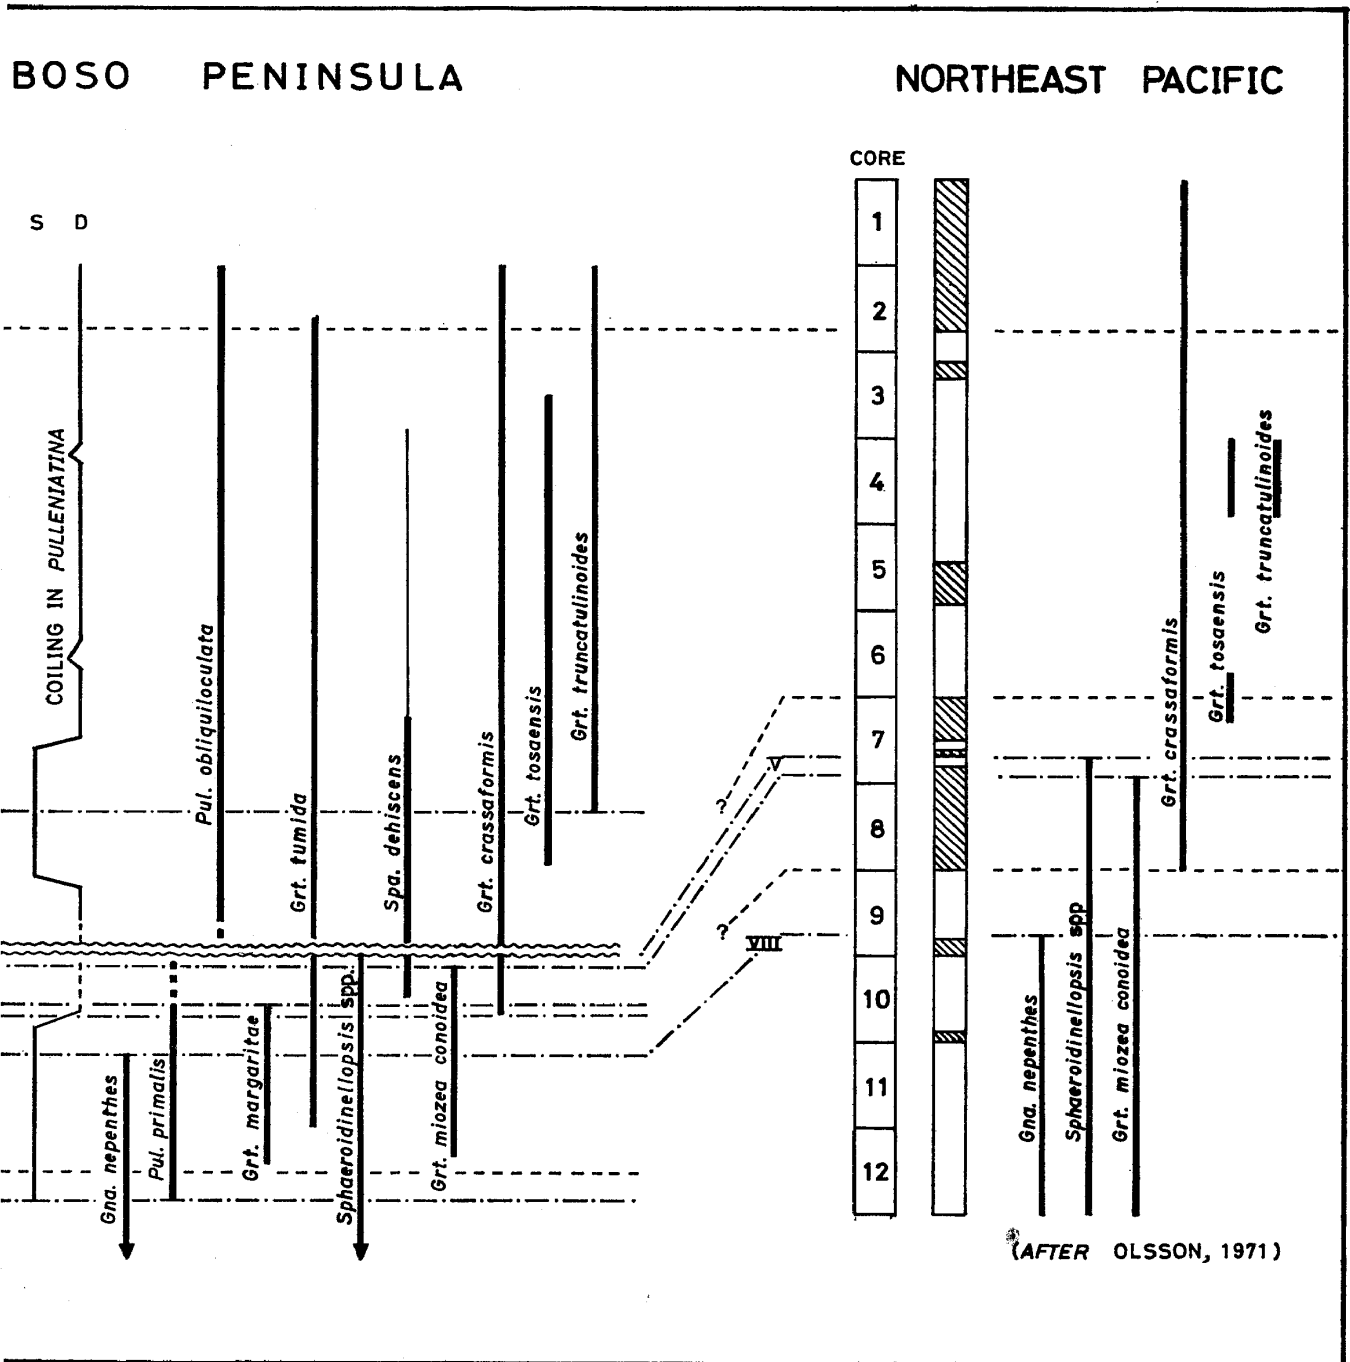 BOSO PENINSULA
NORTHEAST PACIFIC
CORE
S D
COILING IN PULLENIATINA
Gna. nepenthes
Pul. primalis
Pul. obliquiloculata
Grt. margaritae
Grt. tumida
Sphaeroidinellopsis spp.
Spa. dehiscens
Grt. miozea conoidea
Grt. crassaformis
Grt. tosaensis
Grt. truncatulinoides
?
V
?
VIII
1
2
3
4
5
6
7
8
9
10
11
12
Gna. nepenthes
Sphaeroidinellopsis spp
Grt. miozea conoidea
Grt. crassaformis
Grt. tosaensis
Grt. truncatulinoides
(AFTER OLSSON, 1971)